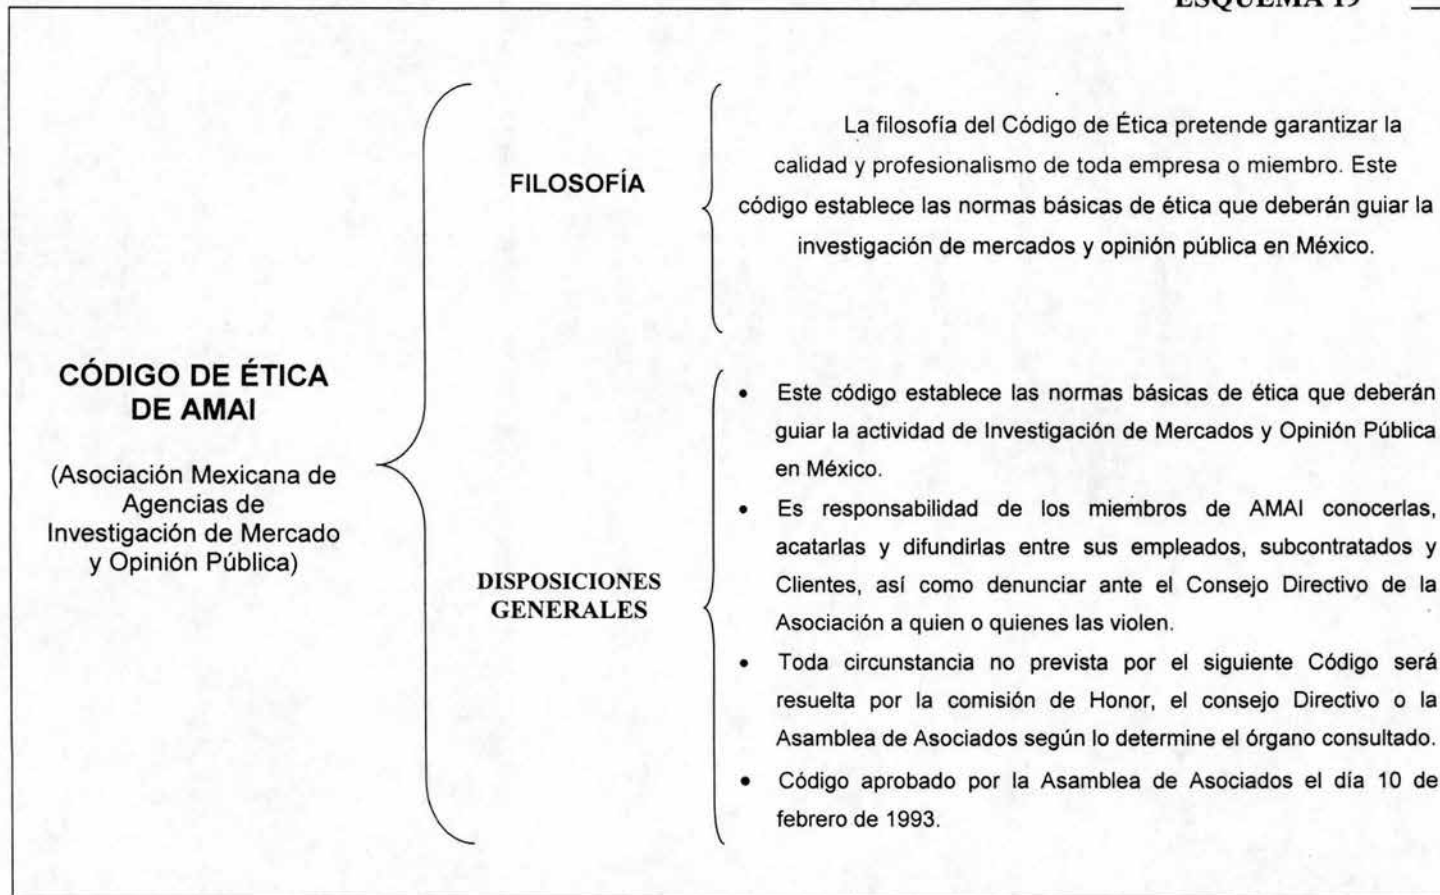 ESQUEMA 19
La filosofía del Código de Ética pretende garantizar la
calidad y profesionalismo de toda empresa o miembro. Este
código establece las normas básicas de ética que deberán guiar la
investigación de mercados y opinión pública en México.
FILOSOFÍA
CÓDIGO DE ÉTICA
DE AMAI
(Asociación Mexicana de
Agencias de
Investigación de Mercado
y Opinión Pública)
DISPOSICIONES
GENERALES
• Este código establece las normas básicas de ética que deberán
guiar la actividad de Investigación de Mercados y Opinión Pública
en México.
• Es responsabilidad de los miembros de AMAI conocerlas,
acatarlas y difundirlas entre sus empleados, subcontratados y
Clientes, así como denunciar ante el Consejo Directivo de la
Asociación a quien o quienes las violen.
• Toda circunstancia no prevista por el siguiente Código será
resuelta por la comisión de Honor, el consejo Directivo o la
Asamblea de Asociados según lo determine el órgano consultado.
• Código aprobado por la Asamblea de Asociados el día 10 de
febrero de 1993.